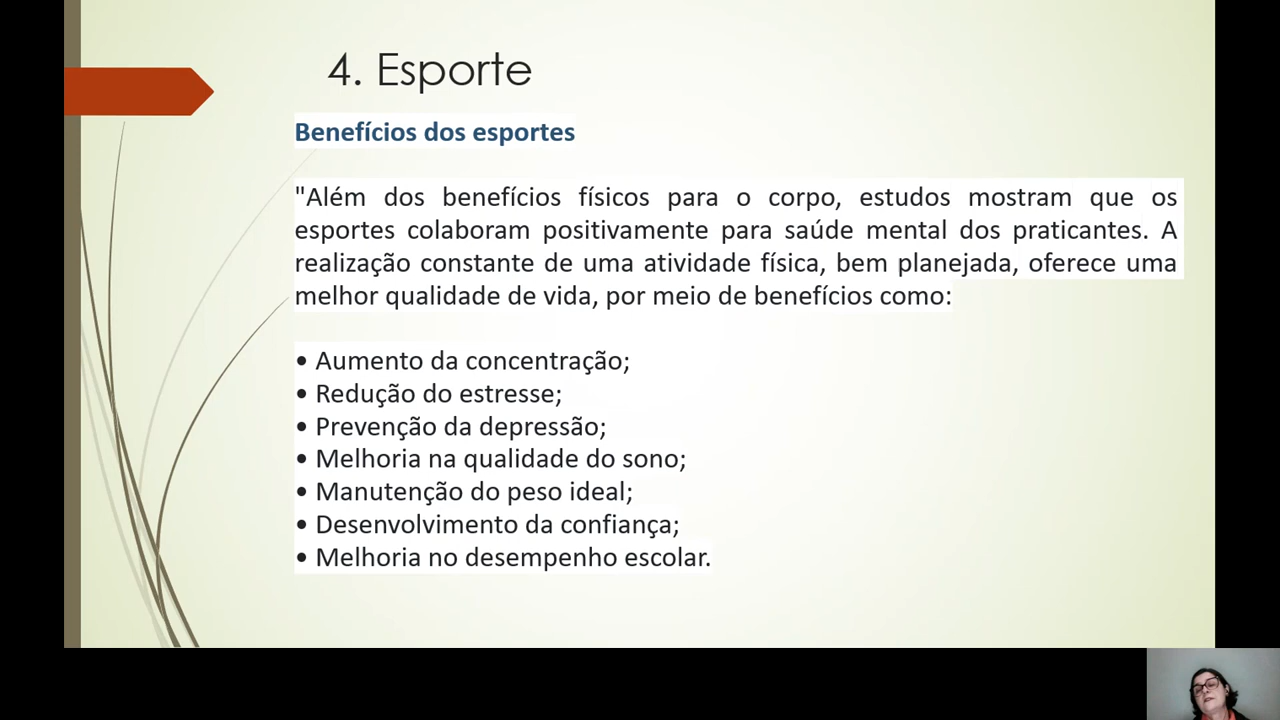 4. Esporte
Benefícios dos esportes
"Além dos benefícios físicos para o corpo, estudos mostram que os
esportes colaboram positivamente para saúde mental dos praticantes. A
realização constante de uma atividade física, bem planejada, oferece uma
melhor qualidade de vida, por meio de benefícios como:
• Aumento da concentração;
• Redução do estresse;
• Prevenção da depressão;
• Melhoria na qualidade do sono;
• Manutenção do peso ideal;
• Desenvolvimento da confiança;
• Melhoria no desempenho escolar.